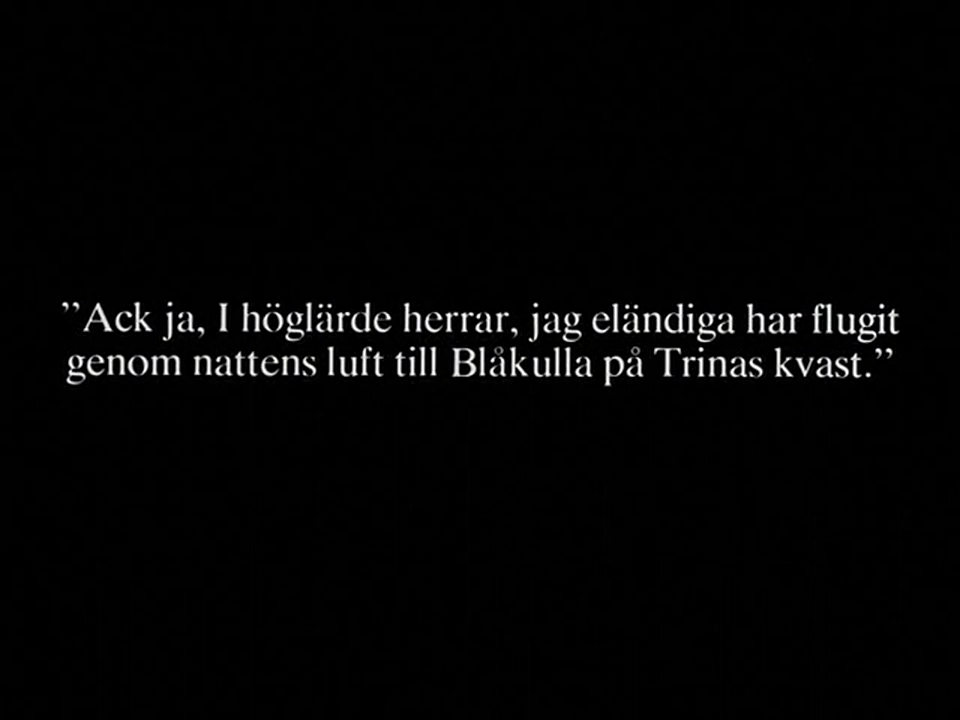 ”Ack ja, I höglärde herrar, jag eländiga har flugit
genom nattens luft till Blåkulla på Trinas kvast.”